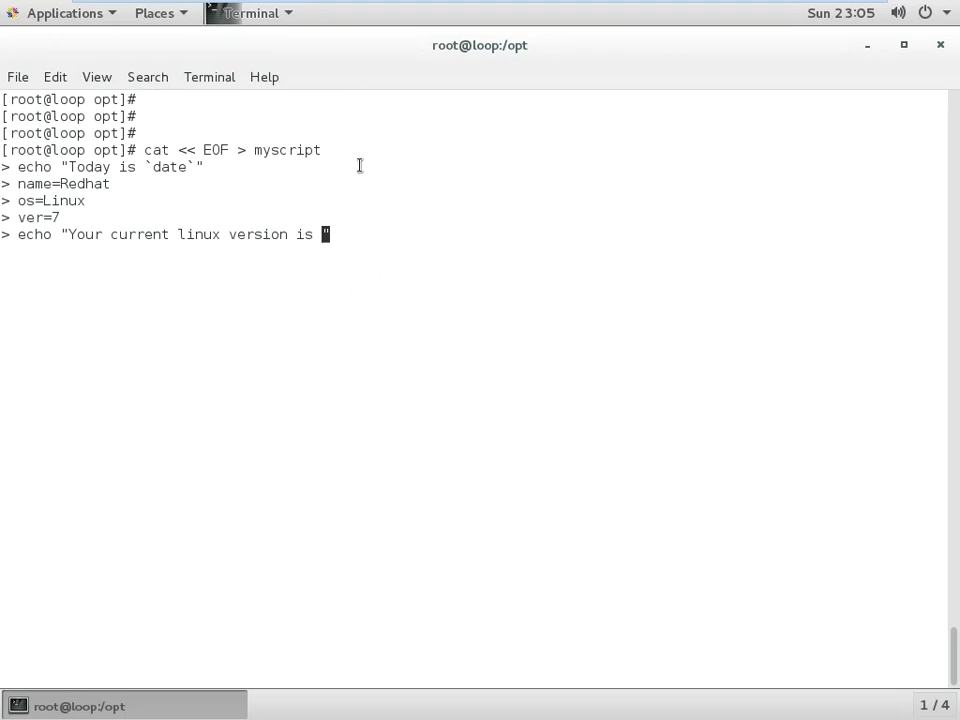 Applications Places Terminal Sun 23:05
root@loop:/opt
File Edit View Search Terminal Help
[root@loop opt]#
[root@loop opt]#
[root@loop opt]#
[root@loop opt]# cat << EOF > myscript
> echo "Today is `date`"
> name=Redhat
> os=Linux
> ver=7
> echo "Your current linux version is "
root@loop:/opt 1 / 4